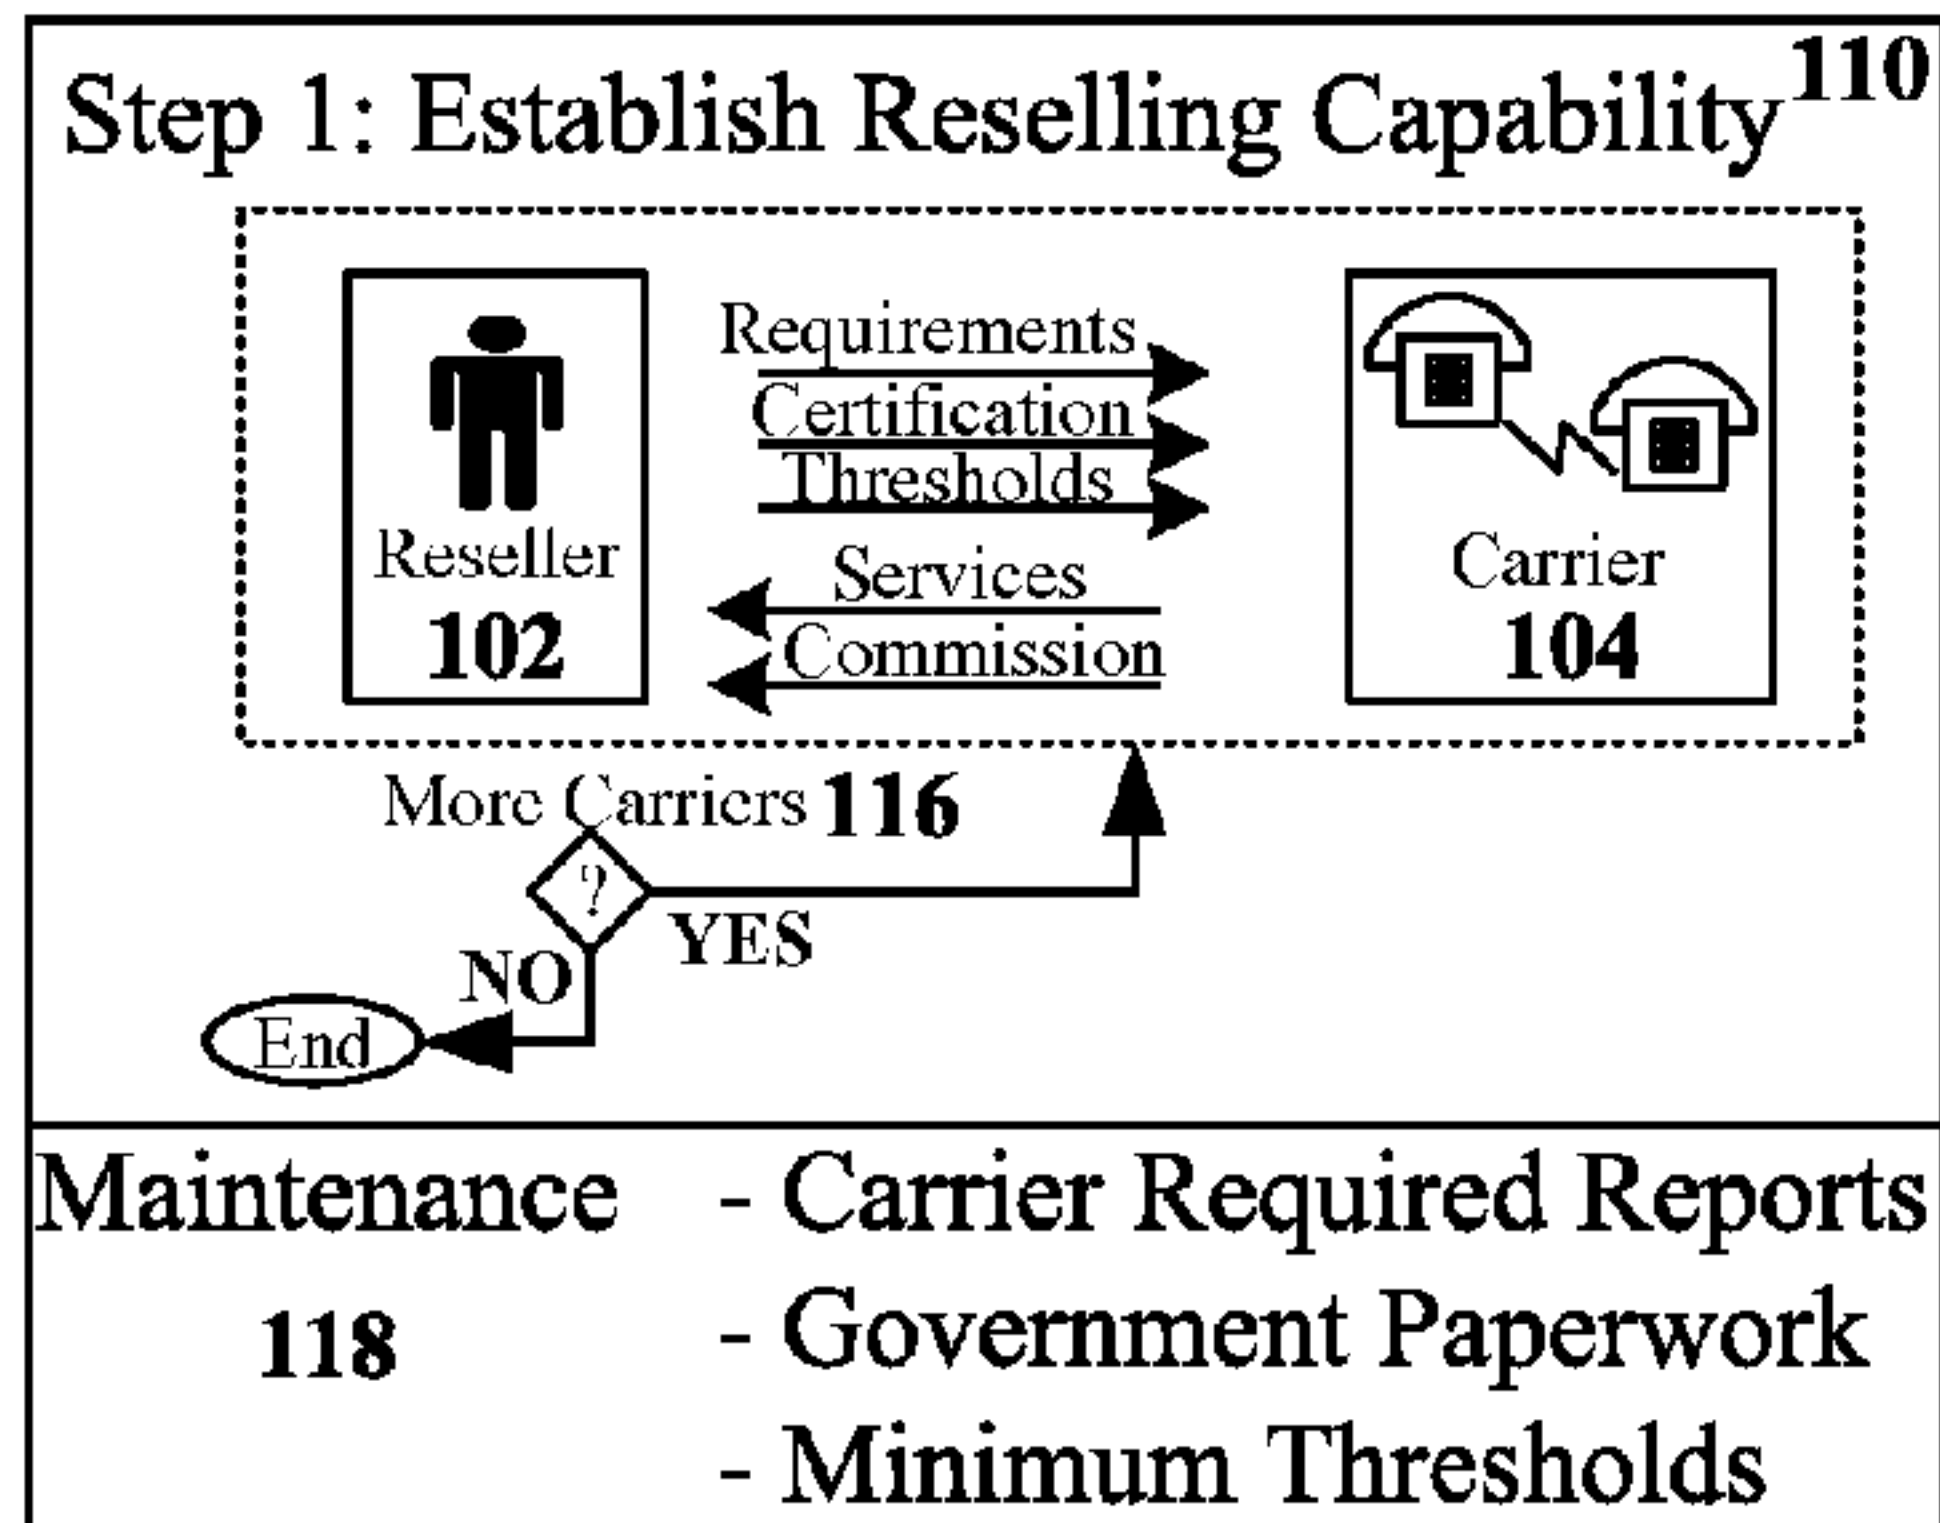 Step 1: Establish Reselling Capability 110
Requirements
Certification
Thresholds
Services
Commission
Reseller
102
Carrier
104
More Carriers 116
?
YES
NO
End
Maintenance
118
- Carrier Required Reports
- Government Paperwork
- Minimum Thresholds